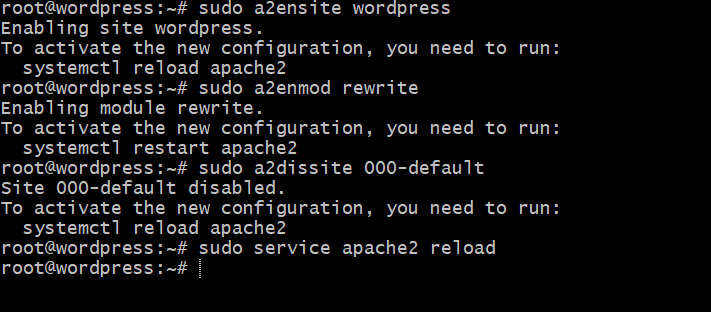 root@wordpress:~# sudo a2ensite wordpress
Enabling site wordpress.
To activate the new configuration, you need to run:
  systemctl reload apache2
root@wordpress:~# sudo a2enmod rewrite
Enabling module rewrite.
To activate the new configuration, you need to run:
  systemctl restart apache2
root@wordpress:~# sudo a2dissite 000-default
Site 000-default disabled.
To activate the new configuration, you need to run:
  systemctl reload apache2
root@wordpress:~# sudo service apache2 reload
root@wordpress:~#